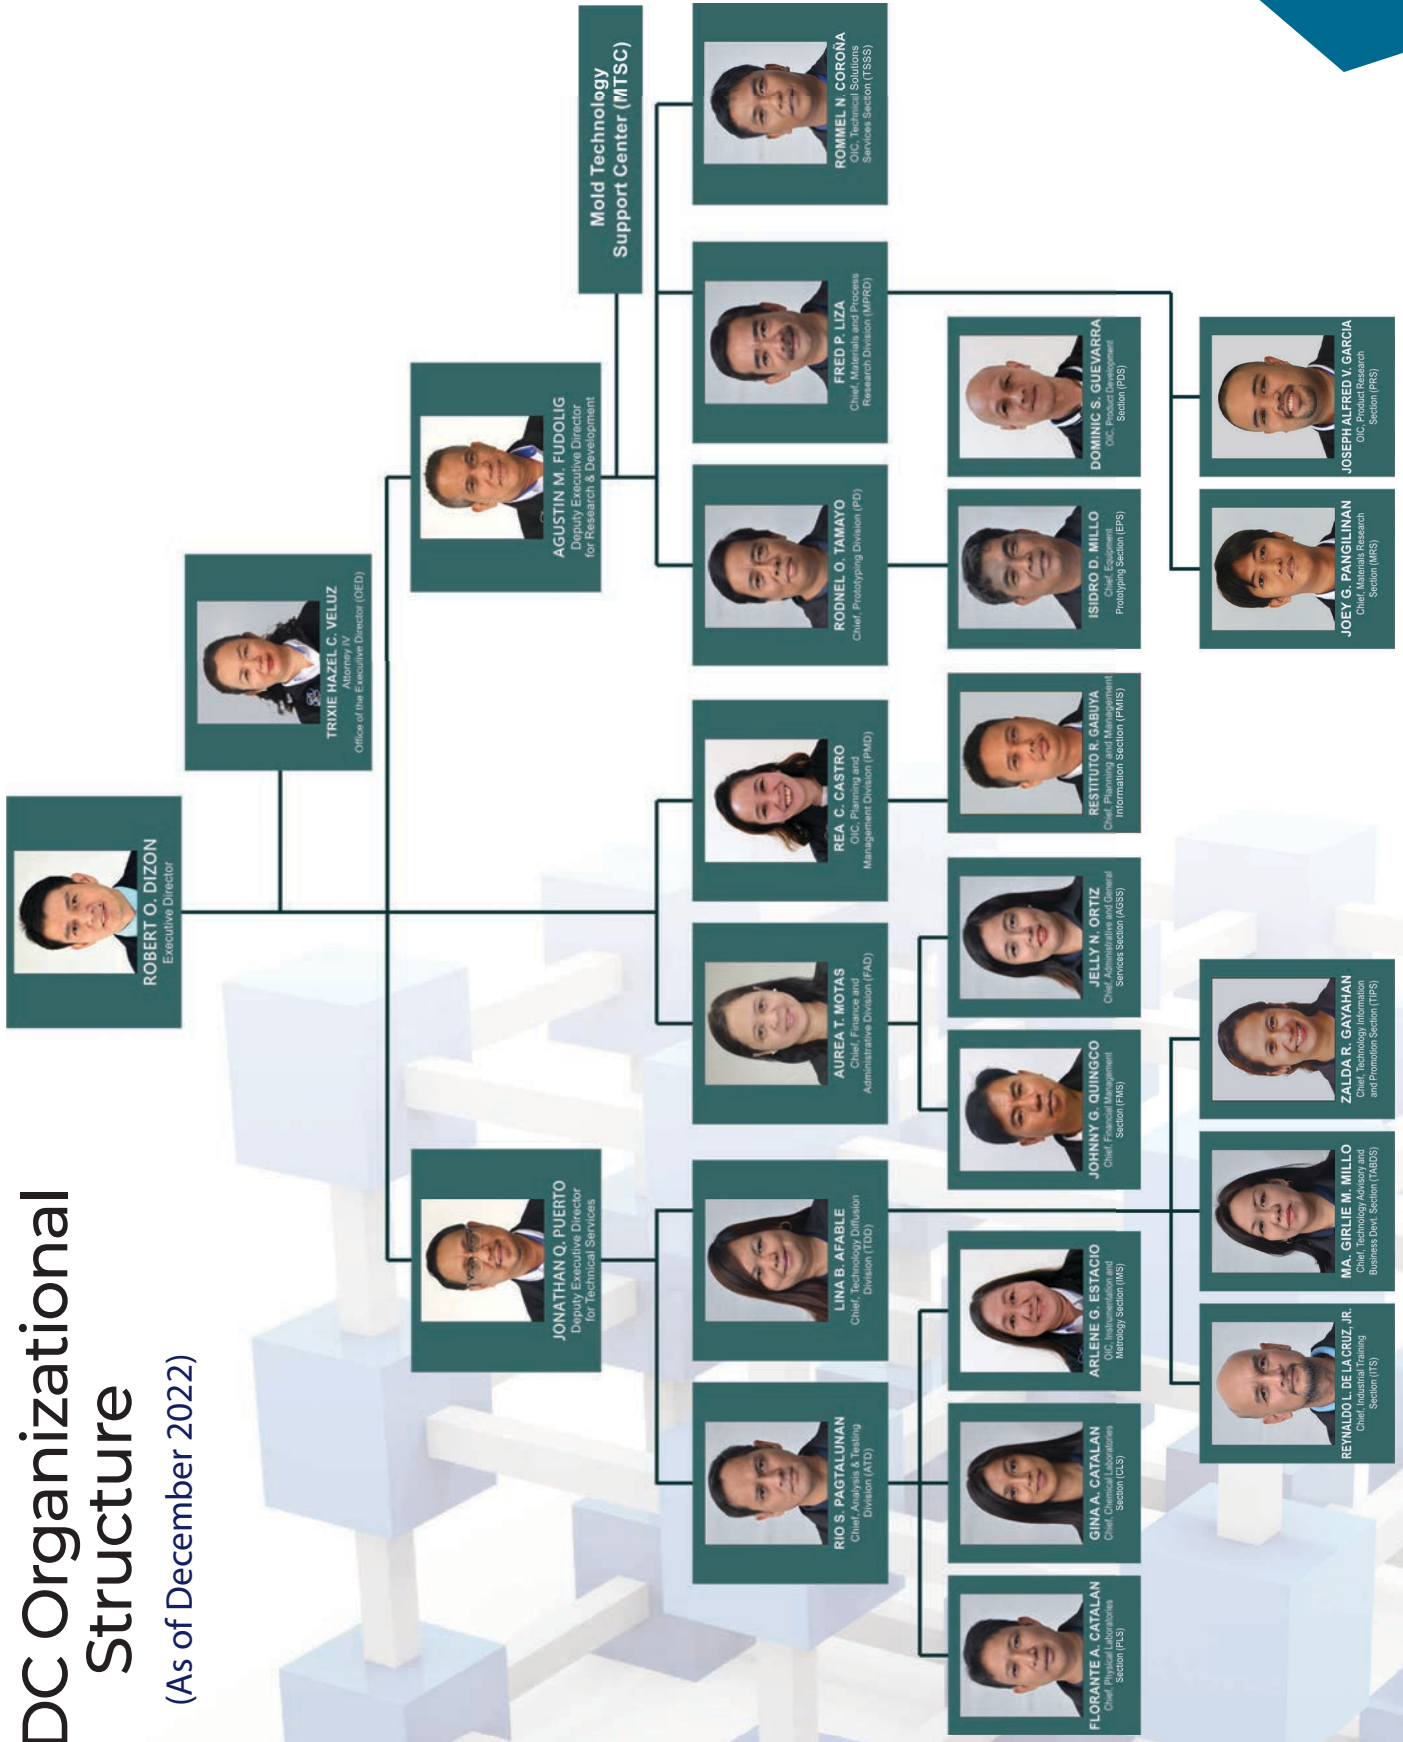 DC Organizational
Structure
(As of December 2022)
ROBERT O. DIZON
Executive Director
TRIXIE HAZEL C. VELUZ
Attorney IV
Office of the Executive Director (OED)
JONATHAN Q. PUERTO
Deputy Executive Director
for Technical Services
AGUSTIN M. FUDOLIG
Deputy Executive Director
for Research & Development
Mold Technology
Support Center (MTSC)
RIO S. PAGTALUNAN
Chief, Analysis & Testing
Division (ATD)
LINA B. AFABLE
Chief, Technology Diffusion
Division (TDD)
AUREA T. MOTAS
Chief, Finance and
Administrative Division (FAD)
REA C. CASTRO
OIC, Planning and
Management Division (PMD)
RODNEL O. TAMAYO
Chief, Prototyping Division (PD)
FRED P. LIZA
Chief, Materials and Process
Research Division (MPRD)
ROMMEL N. COROÑA
OIC, Technical Solutions
Services Section (TSSS)
FLORANTE A. CATALAN
Chief, Physical Laboratories
Section (PLS)
GINA A. CATALAN
Chief, Chemical Laboratories
Section (CLS)
ARLENE G. ESTACIO
OIC, Instrumentation and
Metrology Section (IMS)
JOHNNY G. QUINGCO
Chief, Financial Management
Section (FMS)
JELLY N. ORTIZ
Chief, Administrative and General
Services Section (AGSS)
RESTITUTO R. GABUYA
Chief, Planning and Management
Information Section (PMIS)
ISIDRO D. MILLO
Chief, Equipment
Prototyping Section (EPS)
DOMINIC S. GUEVARRA
OIC, Product Development
Section (PDS)
REYNALDO L. DE LA CRUZ, JR.
Chief, Industrial Training
Section (ITS)
MA. GIRLIE M. MILLO
Chief, Technology Advisory and
Business Devt. Section (TABDS)
ZALDA R. GAYAHAN
Chief, Technology Information
and Promotion Section (TIPS)
JOEY G. PANGILINAN
Chief, Materials Research
Section (MRS)
JOSEPH ALFRED V. GARCIA
OIC, Product Research
Section (PRS)